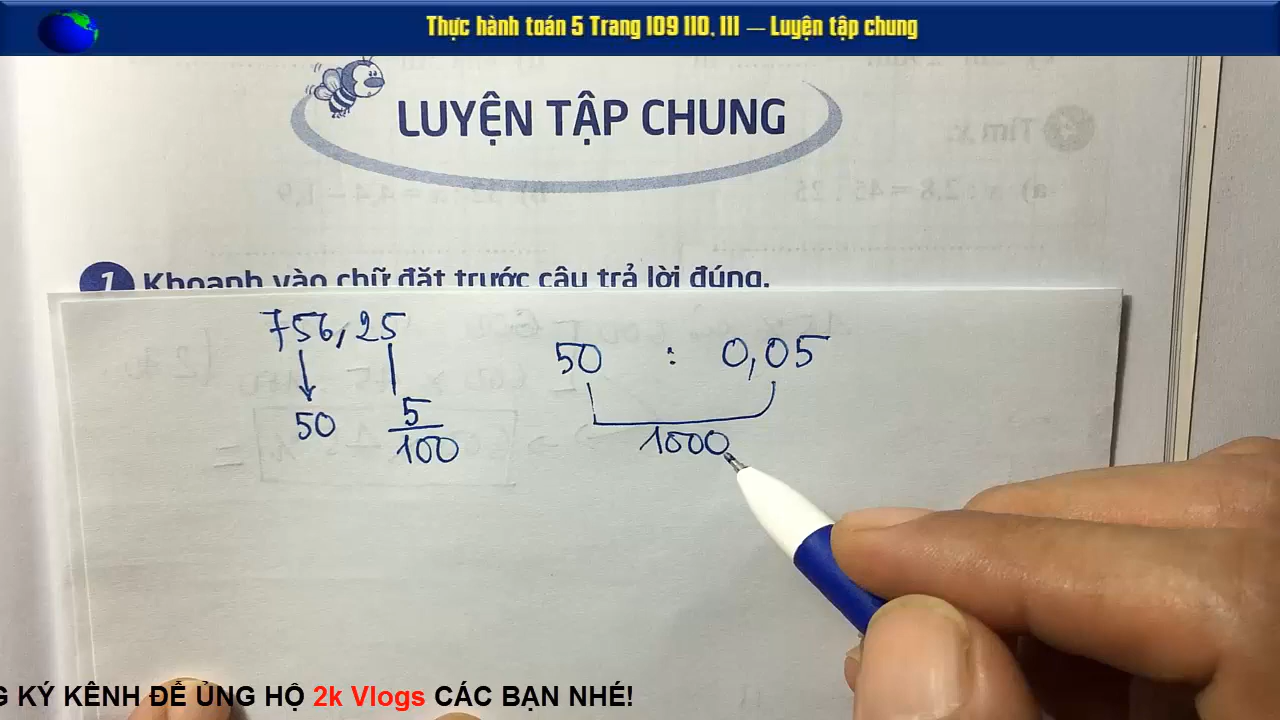 Thực hành toán 5 Trang 109 110, 111 – Luyện tập chung
LUYỆN TẬP CHUNG
1 Khoanh vào chữ đặt trước câu trả lời đúng.
756,25
50 : 0,05
50
5
100
1000
G KÝ KÊNH ĐỂ ỦNG HỘ 2k Vlogs CÁC BẠN NHÉ!